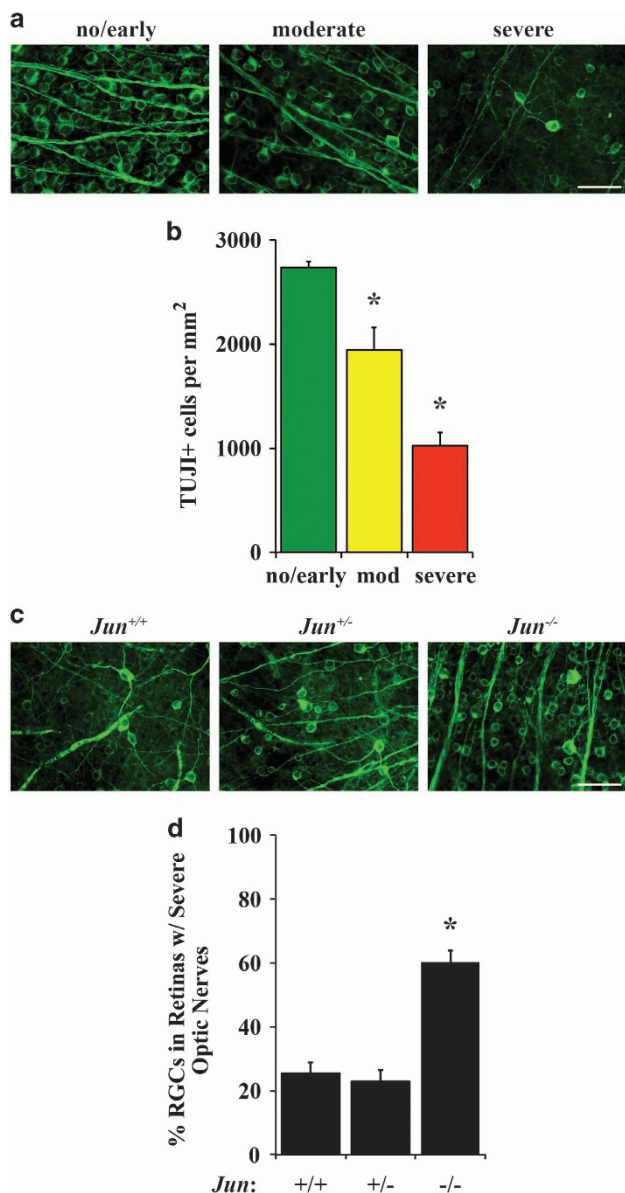 a
no/early moderate severe
b
TUJI+ cells per mm²
3000
2000
1000
0
*
*
no/early mod severe
c
Jun+/+ Jun+/- Jun-/-
d
% RGCs in Retinas w/ Severe
Optic Nerves
100
80
60
40
20
0
*
Jun: +/+ +/- -/-